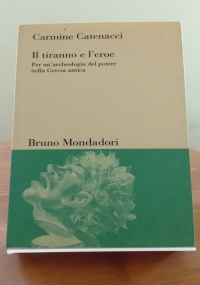 Carmine Catenacci
Il tiranno e l'eroe
Per un'archeologia del potere
nella Grecia antica
Bruno Mondadori